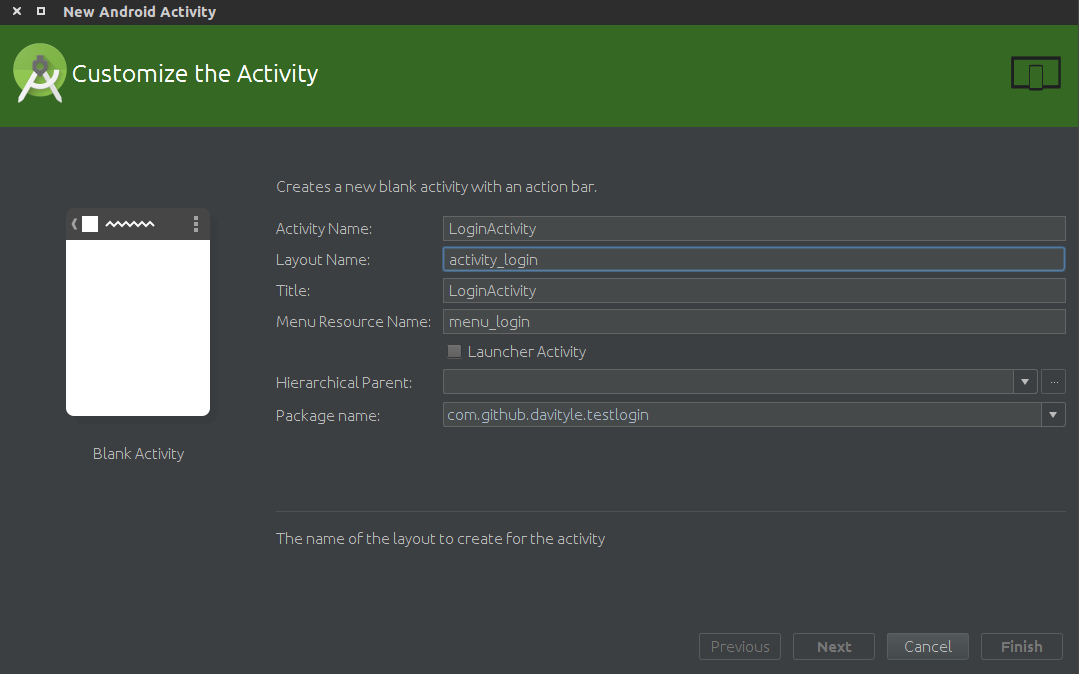 New Android Activity
Customize the Activity
Creates a new blank activity with an action bar.
Activity Name: LoginActivity
Layout Name: activity_login
Title: LoginActivity
Menu Resource Name: menu_login
Launcher Activity
Hierarchical Parent: ...
Package name: com.github.davityle.testlogin
Blank Activity
The name of the layout to create for the activity
Previous Next Cancel Finish